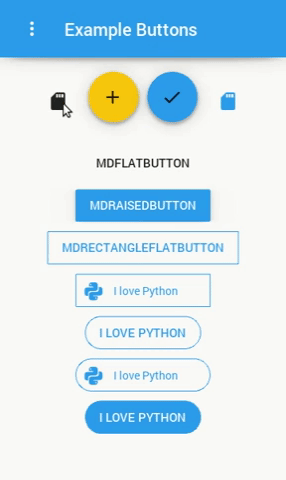 Example Buttons
MDFLATBUTTON
MDRAISEDBUTTON
MDRECTANGLEFLATBUTTON
I love Python
I LOVE PYTHON
I love Python
I LOVE PYTHON